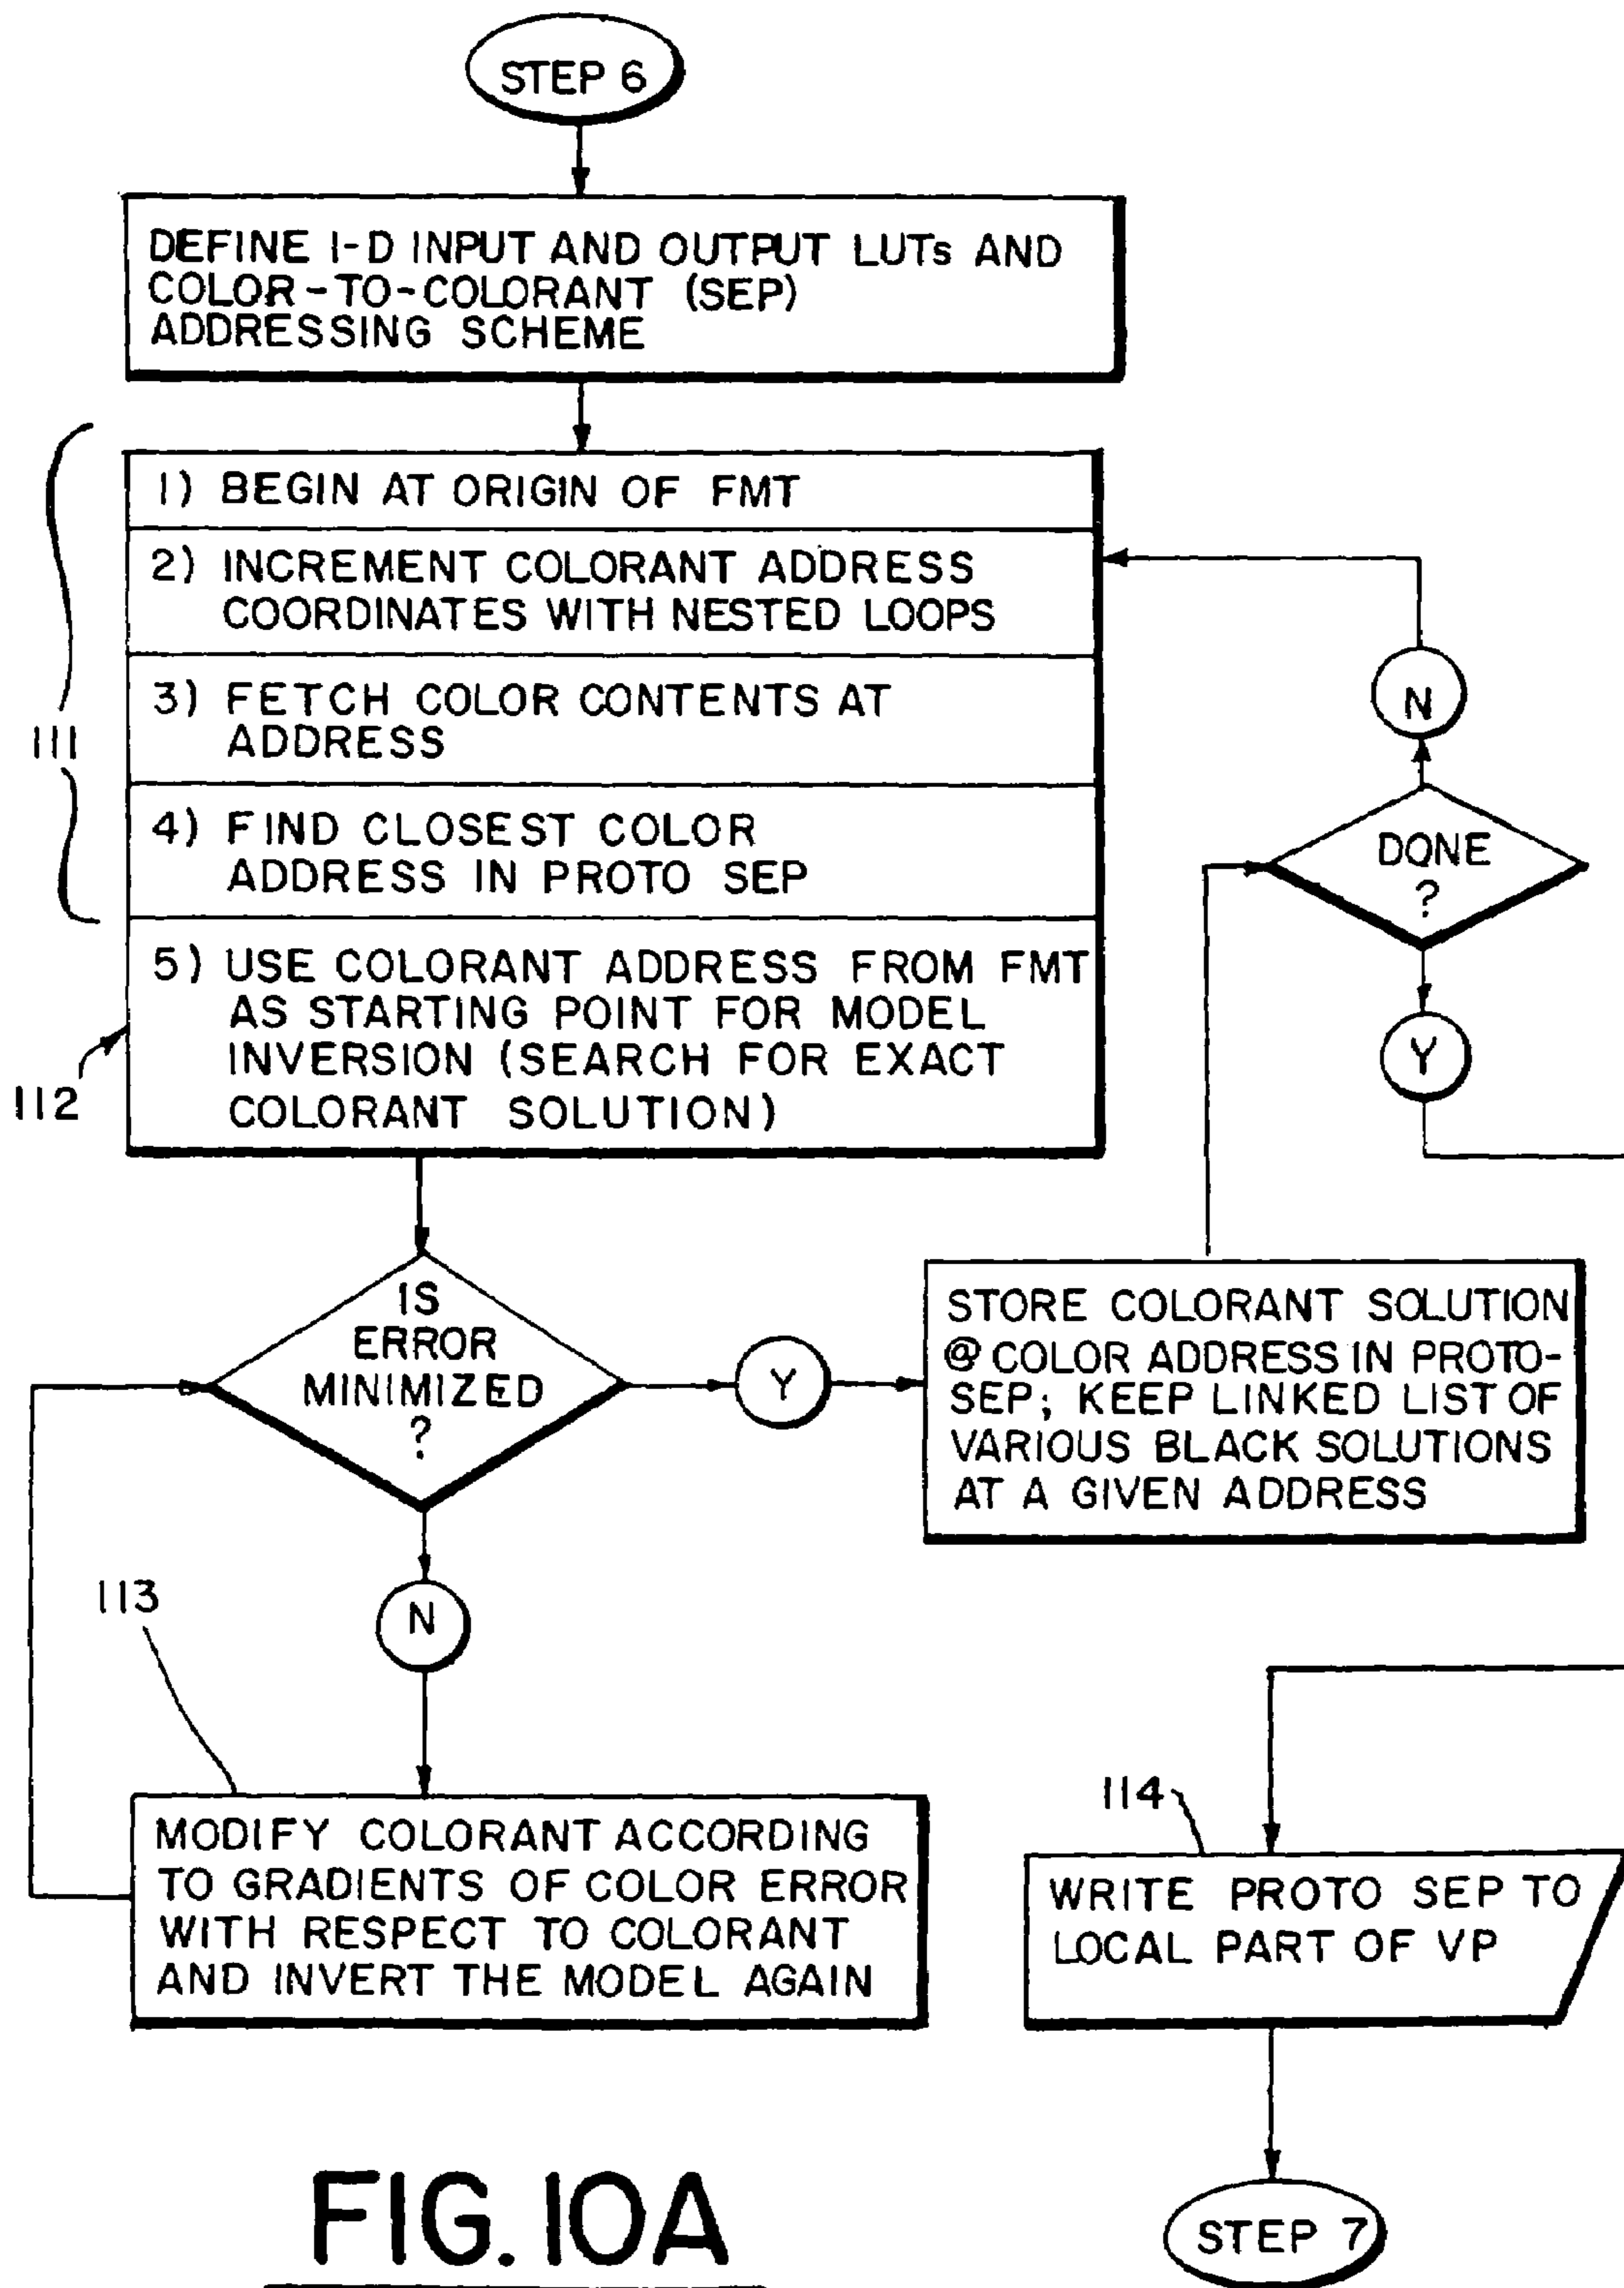 STEP 6
DEFINE 1-D INPUT AND OUTPUT LUTs AND
COLOR-TO-COLORANT (SEP)
ADDRESSING SCHEME
1) BEGIN AT ORIGIN OF FMT
2) INCREMENT COLORANT ADDRESS
COORDINATES WITH NESTED LOOPS
3) FETCH COLOR CONTENTS AT
ADDRESS
4) FIND CLOSEST COLOR
ADDRESS IN PROTO SEP
5) USE COLORANT ADDRESS FROM FMT
AS STARTING POINT FOR MODEL
INVERSION (SEARCH FOR EXACT
COLORANT SOLUTION)
111
112
N
DONE
?
Y
IS
ERROR
MINIMIZED
?
Y
STORE COLORANT SOLUTION
@ COLOR ADDRESS IN PROTO-
SEP; KEEP LINKED LIST OF
VARIOUS BLACK SOLUTIONS
AT A GIVEN ADDRESS
N
113
MODIFY COLORANT ACCORDING
TO GRADIENTS OF COLOR ERROR
WITH RESPECT TO COLORANT
AND INVERT THE MODEL AGAIN
114
WRITE PROTO SEP TO
LOCAL PART OF VP
STEP 7
FIG. 10A